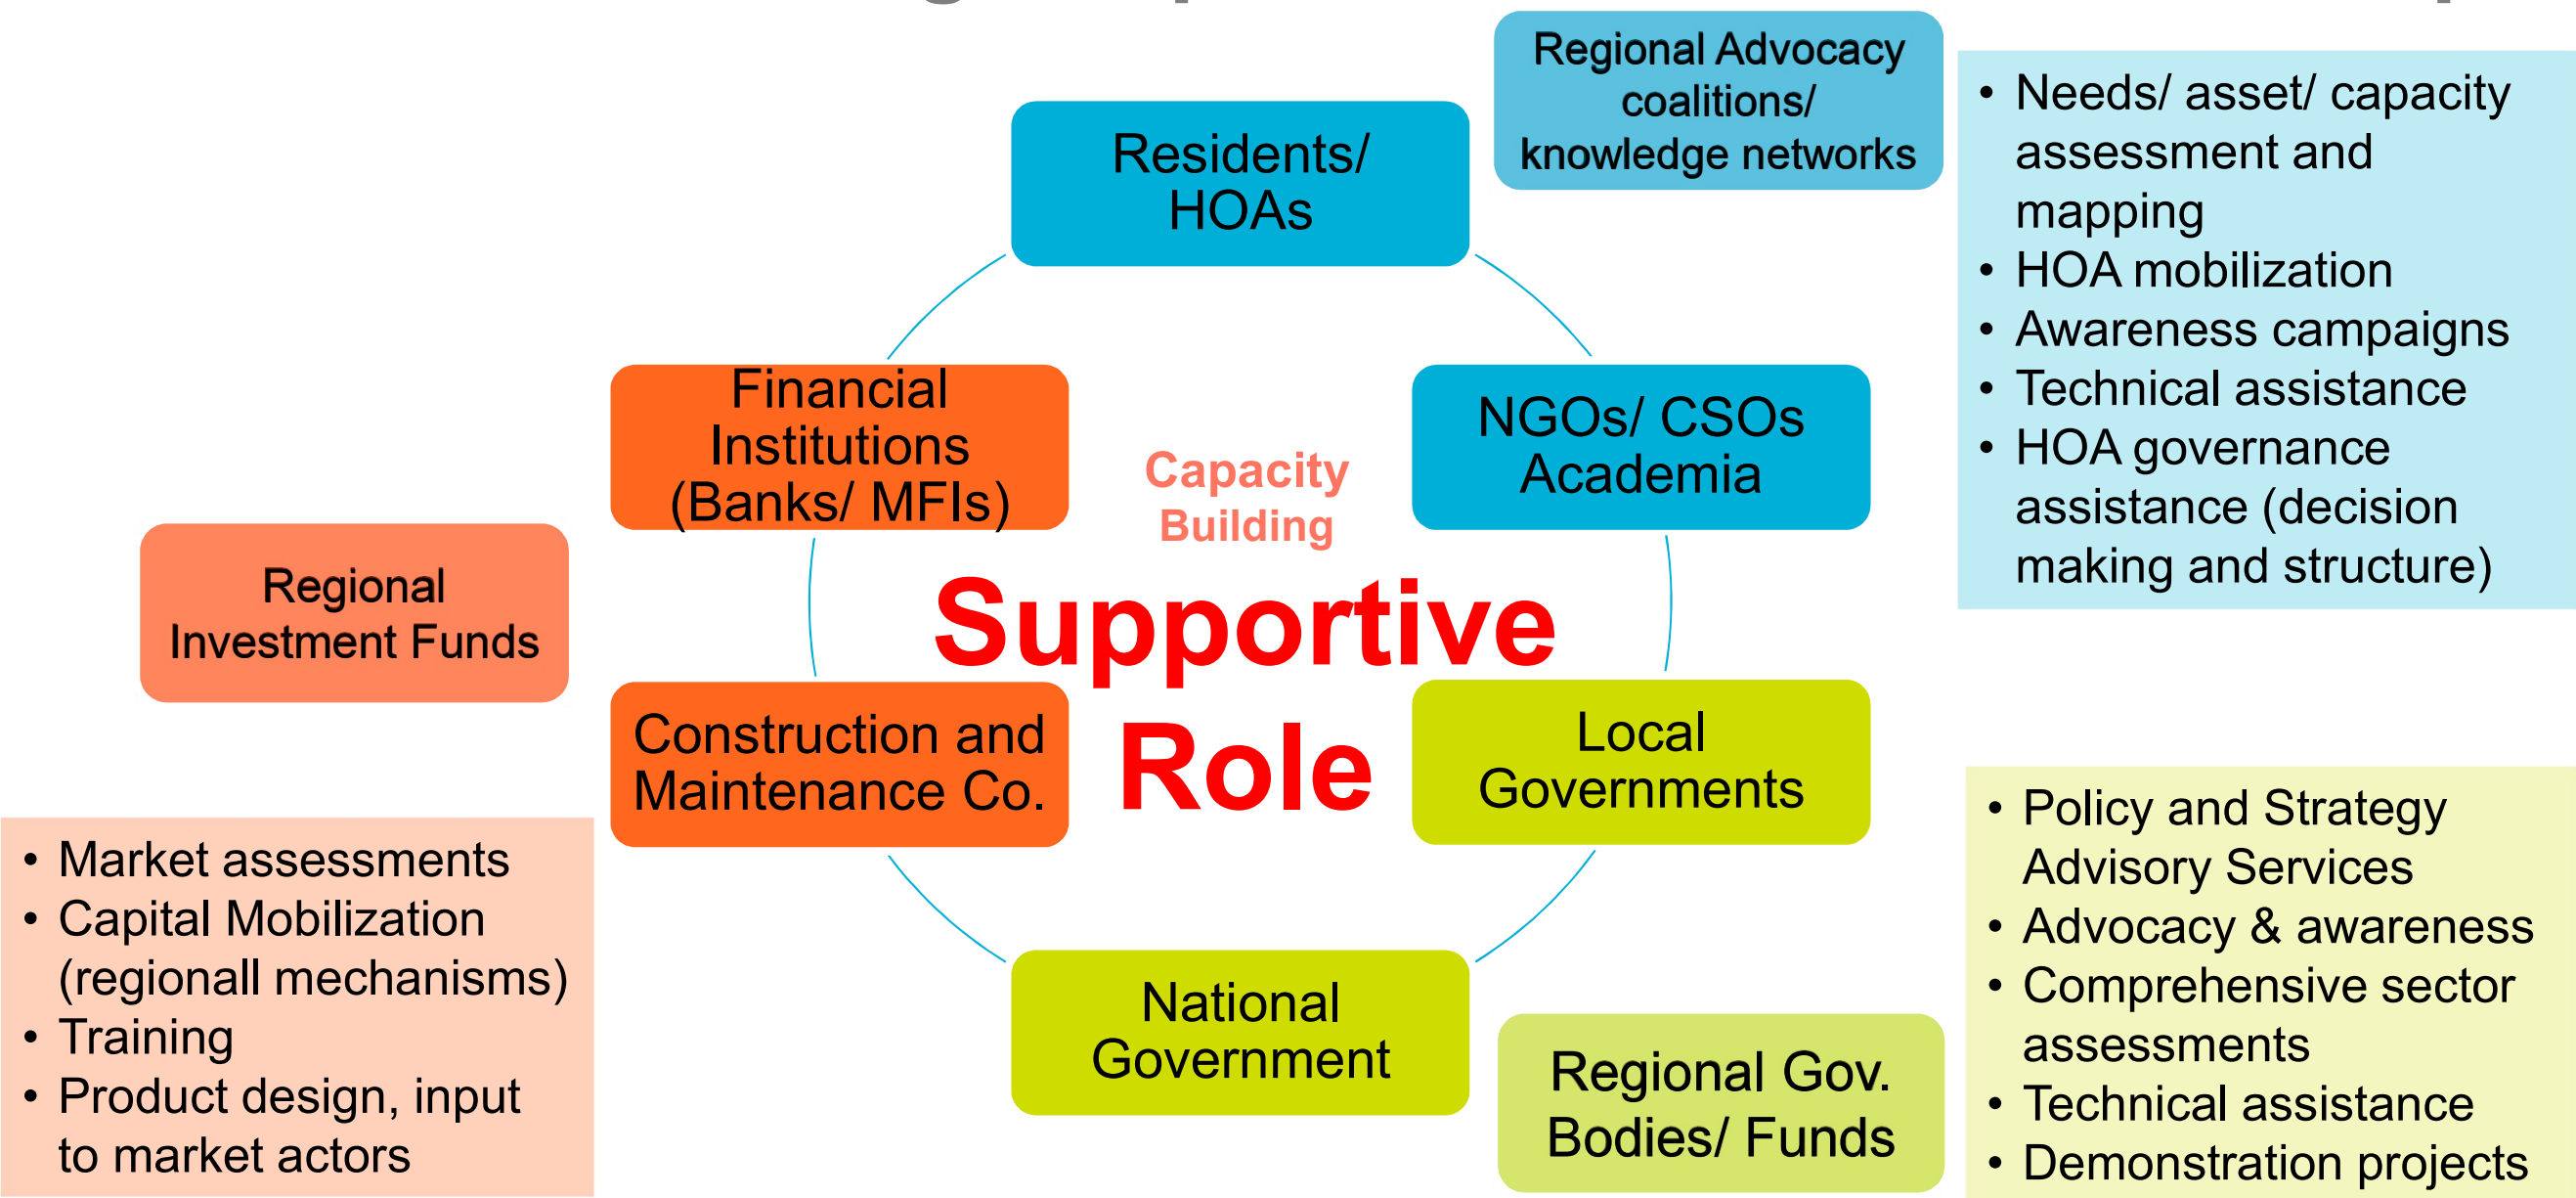 Regional Advocacy
coalitions/
knowledge networks
Residents/
HOAs
• Needs/ asset/ capacity
assessment and
mapping
• HOA mobilization
• Awareness campaigns
• Technical assistance
• HOA governance
assistance (decision
making and structure)
Financial
Institutions
(Banks/ MFIs)
NGOs/ CSOs
Academia
Capacity
Building
Supportive
Role
Regional
Investment Funds
Construction and
Maintenance Co.
Local
Governments
• Market assessments
• Capital Mobilization
(regionall mechanisms)
• Training
• Product design, input
to market actors
National
Government
Regional Gov.
Bodies/ Funds
• Policy and Strategy
Advisory Services
• Advocacy & awareness
• Comprehensive sector
assessments
• Technical assistance
• Demonstration projects